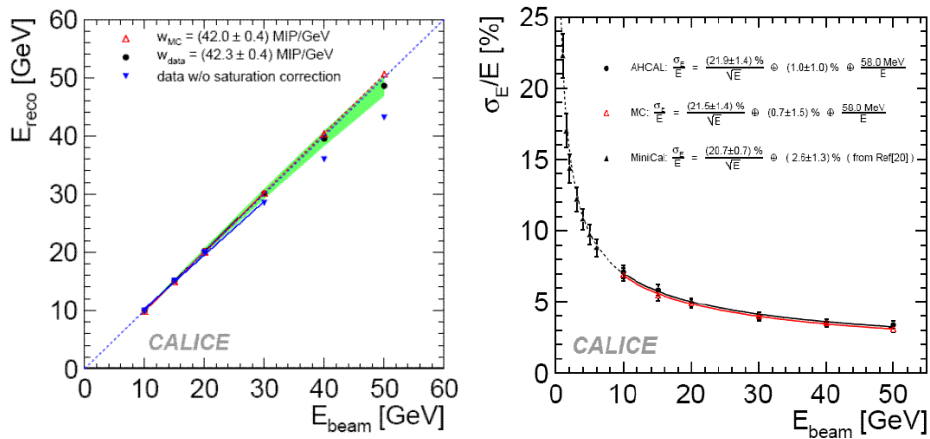 E_reco [GeV]
60
50
40
30
20
10
0
w_MC = (42.0 ± 0.4) MIP/GeV
w_data = (42.3 ± 0.4) MIP/GeV
data w/o saturation correction
CALICE
0 10 20 30 40 50 60
E_beam [GeV]
σ_E/E [%]
25
20
15
10
5
0
AHCAL: σ_E/E = (21.9±1.4) %/√E ⊕ (1.0±1.0) % ⊕ 58.0 MeV/E
MC: σ_E/E = (21.5±1.4) %/√E ⊕ (0.7±1.5) % ⊕ 58.0 MeV/E
MiniCal: σ_E/E = (20.7±0.7) %/√E ⊕ ( 2.6±1.3) % ( from Ref[20] )
CALICE
0 10 20 30 40 50
E_beam [GeV]